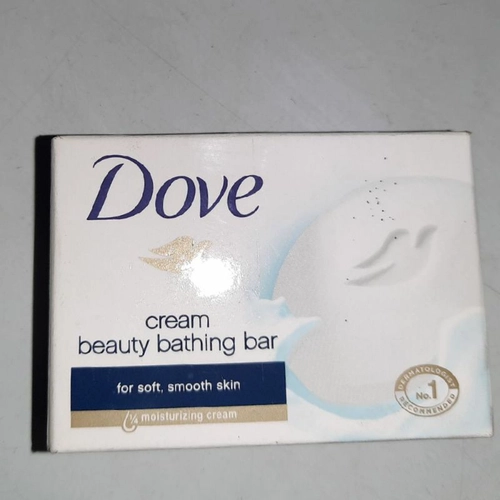 Dove
cream
beauty bathing bar
for soft, smooth skin
¼ moisturizing cream
DERMATOLOGIST
No. 1
RECOMMENDED